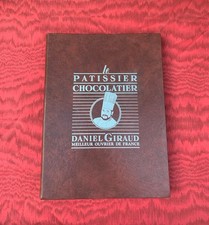 le
PATISSIER
CHOCOLATIER
DANIEL GIRAUD
MEILLEUR OUVRIER DE FRANCE